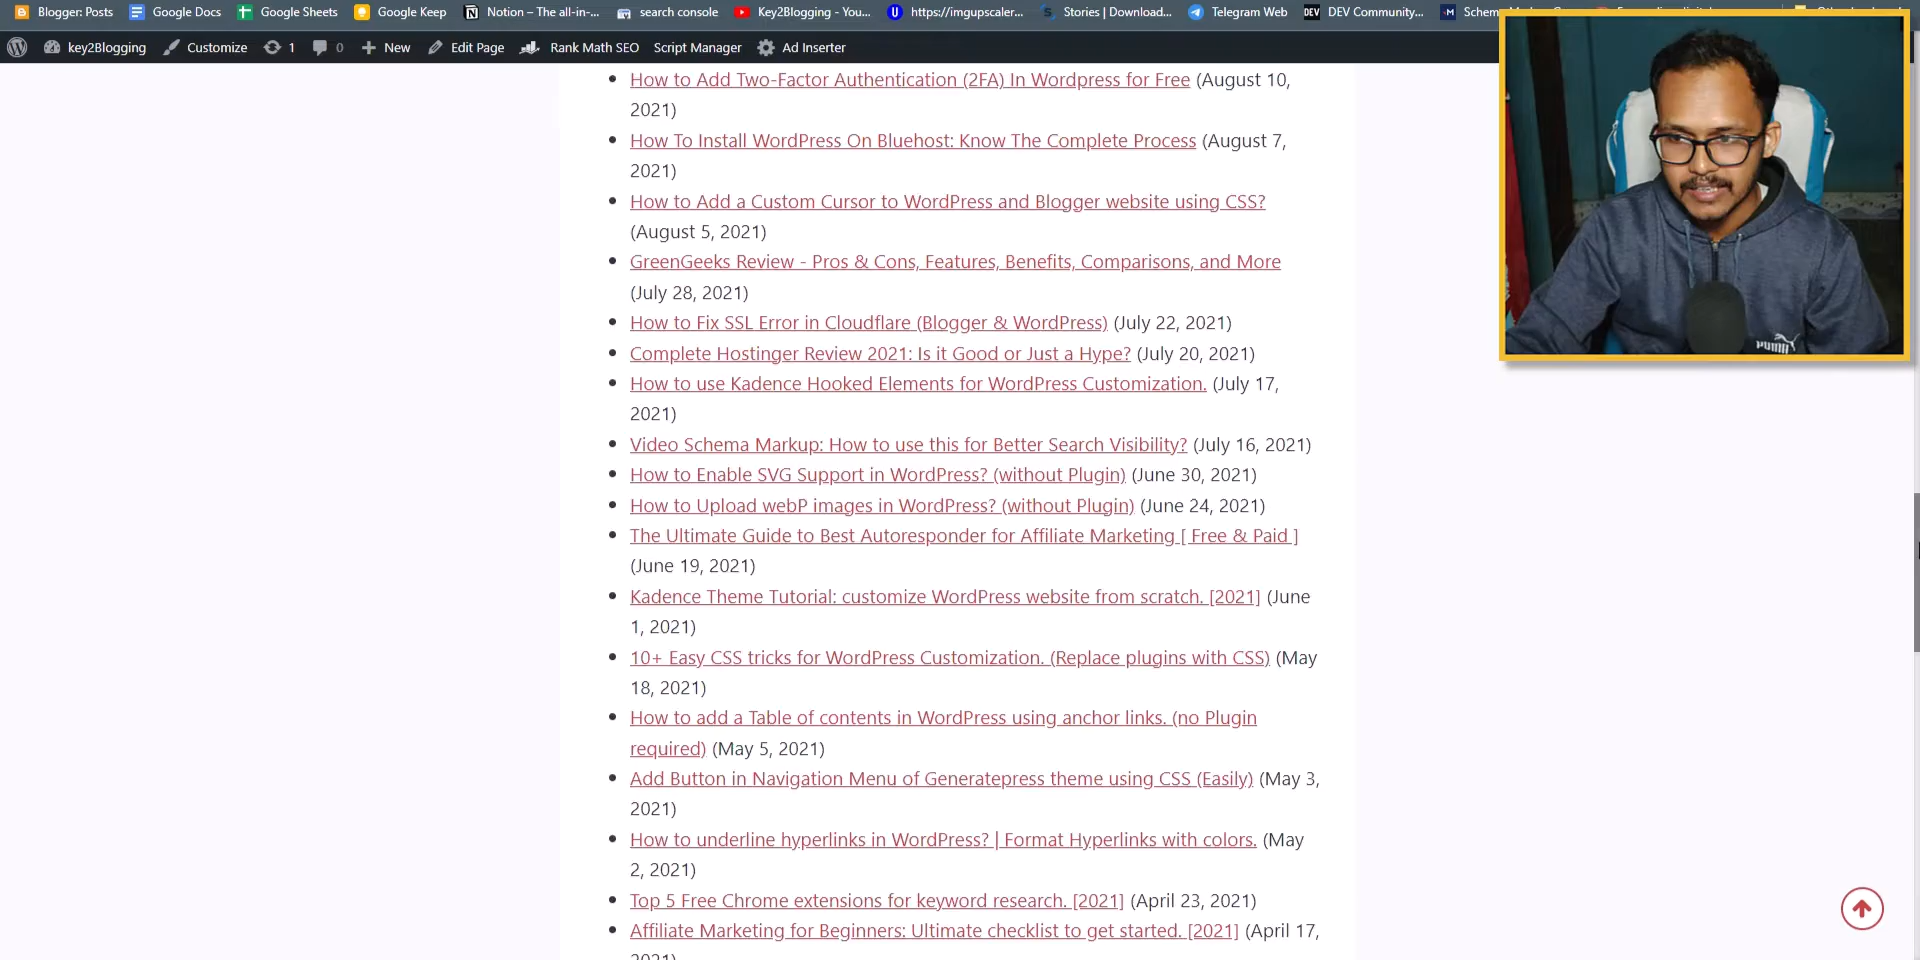 Blogger: Posts Google Docs Google Sheets Google Keep Notion – The all-in-... search console Key2Blogging - You... https://imgupscaler... Stories | Download... Telegram Web DEV Community...
key2Blogging Customize 1 0 New Edit Page Rank Math SEO Script Manager Ad Inserter
How to Add Two-Factor Authentication (2FA) In Wordpress for Free (August 10,
2021)
How To Install WordPress On Bluehost: Know The Complete Process (August 7,
2021)
How to Add a Custom Cursor to WordPress and Blogger website using CSS?
(August 5, 2021)
GreenGeeks Review - Pros & Cons, Features, Benefits, Comparisons, and More
(July 28, 2021)
How to Fix SSL Error in Cloudflare (Blogger & WordPress) (July 22, 2021)
Complete Hostinger Review 2021: Is it Good or Just a Hype? (July 20, 2021)
How to use Kadence Hooked Elements for WordPress Customization. (July 17,
2021)
Video Schema Markup: How to use this for Better Search Visibility? (July 16, 2021)
How to Enable SVG Support in WordPress? (without Plugin) (June 30, 2021)
How to Upload webP images in WordPress? (without Plugin) (June 24, 2021)
The Ultimate Guide to Best Autoresponder for Affiliate Marketing [ Free & Paid ]
(June 19, 2021)
Kadence Theme Tutorial: customize WordPress website from scratch. [2021] (June
1, 2021)
10+ Easy CSS tricks for WordPress Customization. (Replace plugins with CSS) (May
18, 2021)
How to add a Table of contents in WordPress using anchor links. (no Plugin
required) (May 5, 2021)
Add Button in Navigation Menu of Generatepress theme using CSS (Easily) (May 3,
2021)
How to underline hyperlinks in WordPress? | Format Hyperlinks with colors. (May
2, 2021)
Top 5 Free Chrome extensions for keyword research. [2021] (April 23, 2021)
Affiliate Marketing for Beginners: Ultimate checklist to get started. [2021] (April 17,
2021)
PUMA